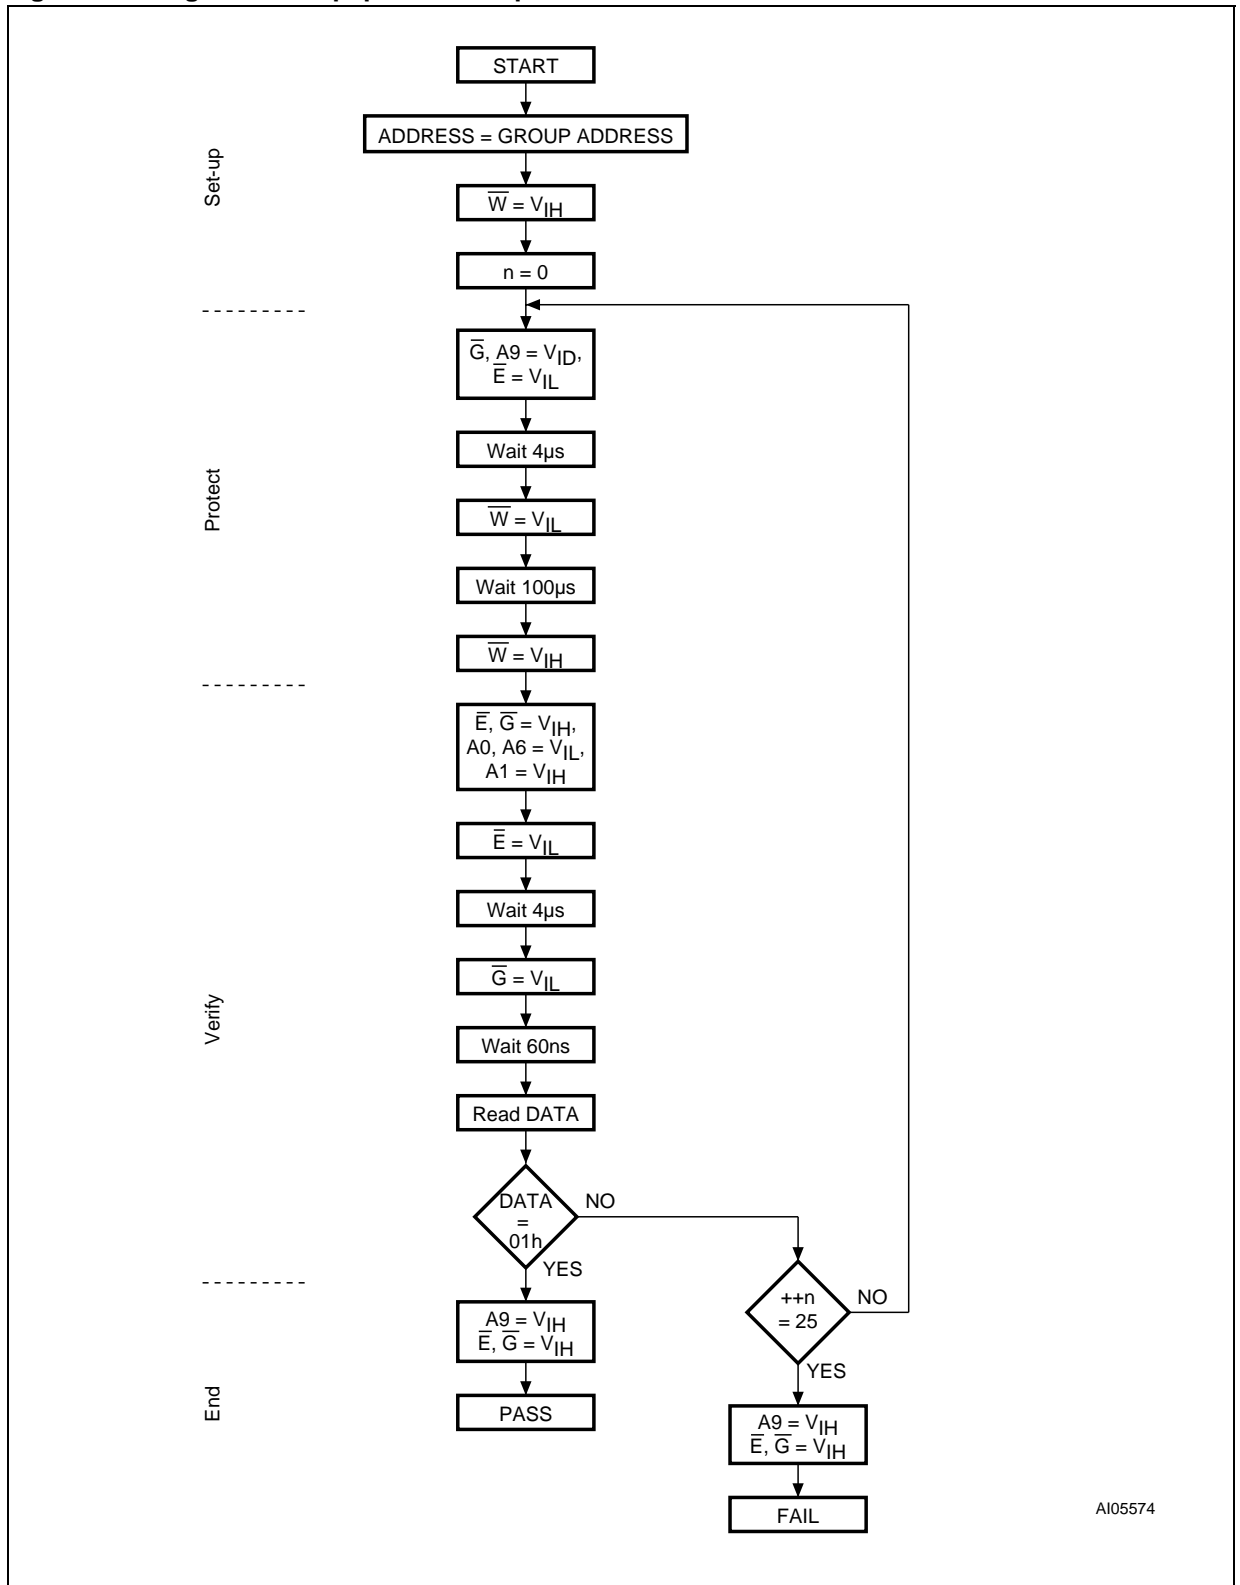 START
ADDRESS = GROUP ADDRESS
Set-up
W̅ = VIH
n = 0
G̅, A9 = VID,
E̅ = VIL
Wait 4µs
Protect
W̅ = VIL
Wait 100µs
W̅ = VIH
E̅, G̅ = VIH,
A0, A6 = VIL,
A1 = VIH
E̅ = VIL
Wait 4µs
G̅ = VIL
Verify
Wait 60ns
Read DATA
DATA
=
01h
NO
YES
++n
= 25
NO
YES
A9 = VIH
E̅, G̅ = VIH
End
PASS
A9 = VIH
E̅, G̅ = VIH
FAIL
AI05574